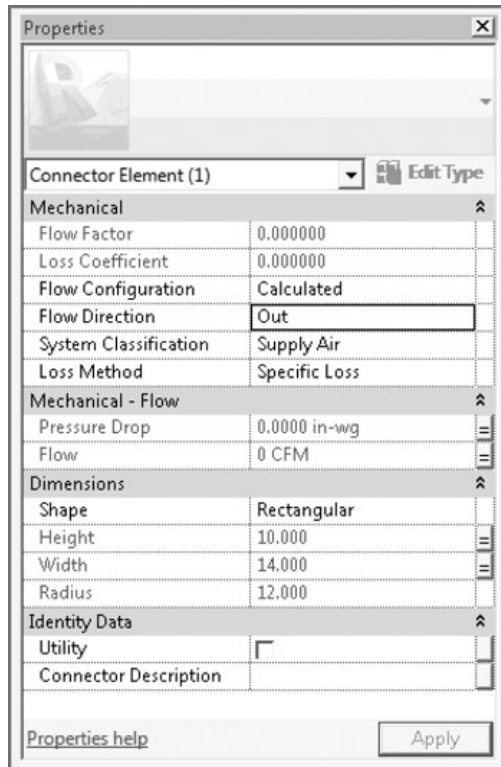 Properties
Connector Element (1)
Edit Type
Mechanical
Flow Factor 0.000000
Loss Coefficient 0.000000
Flow Configuration Calculated
Flow Direction Out
System Classification Supply Air
Loss Method Specific Loss
Mechanical - Flow
Pressure Drop 0.0000 in-wg =
Flow 0 CFM =
Dimensions
Shape Rectangular
Height 10.000 =
Width 14.000 =
Radius 12.000
Identity Data
Utility
Connector Description
Properties help
Apply